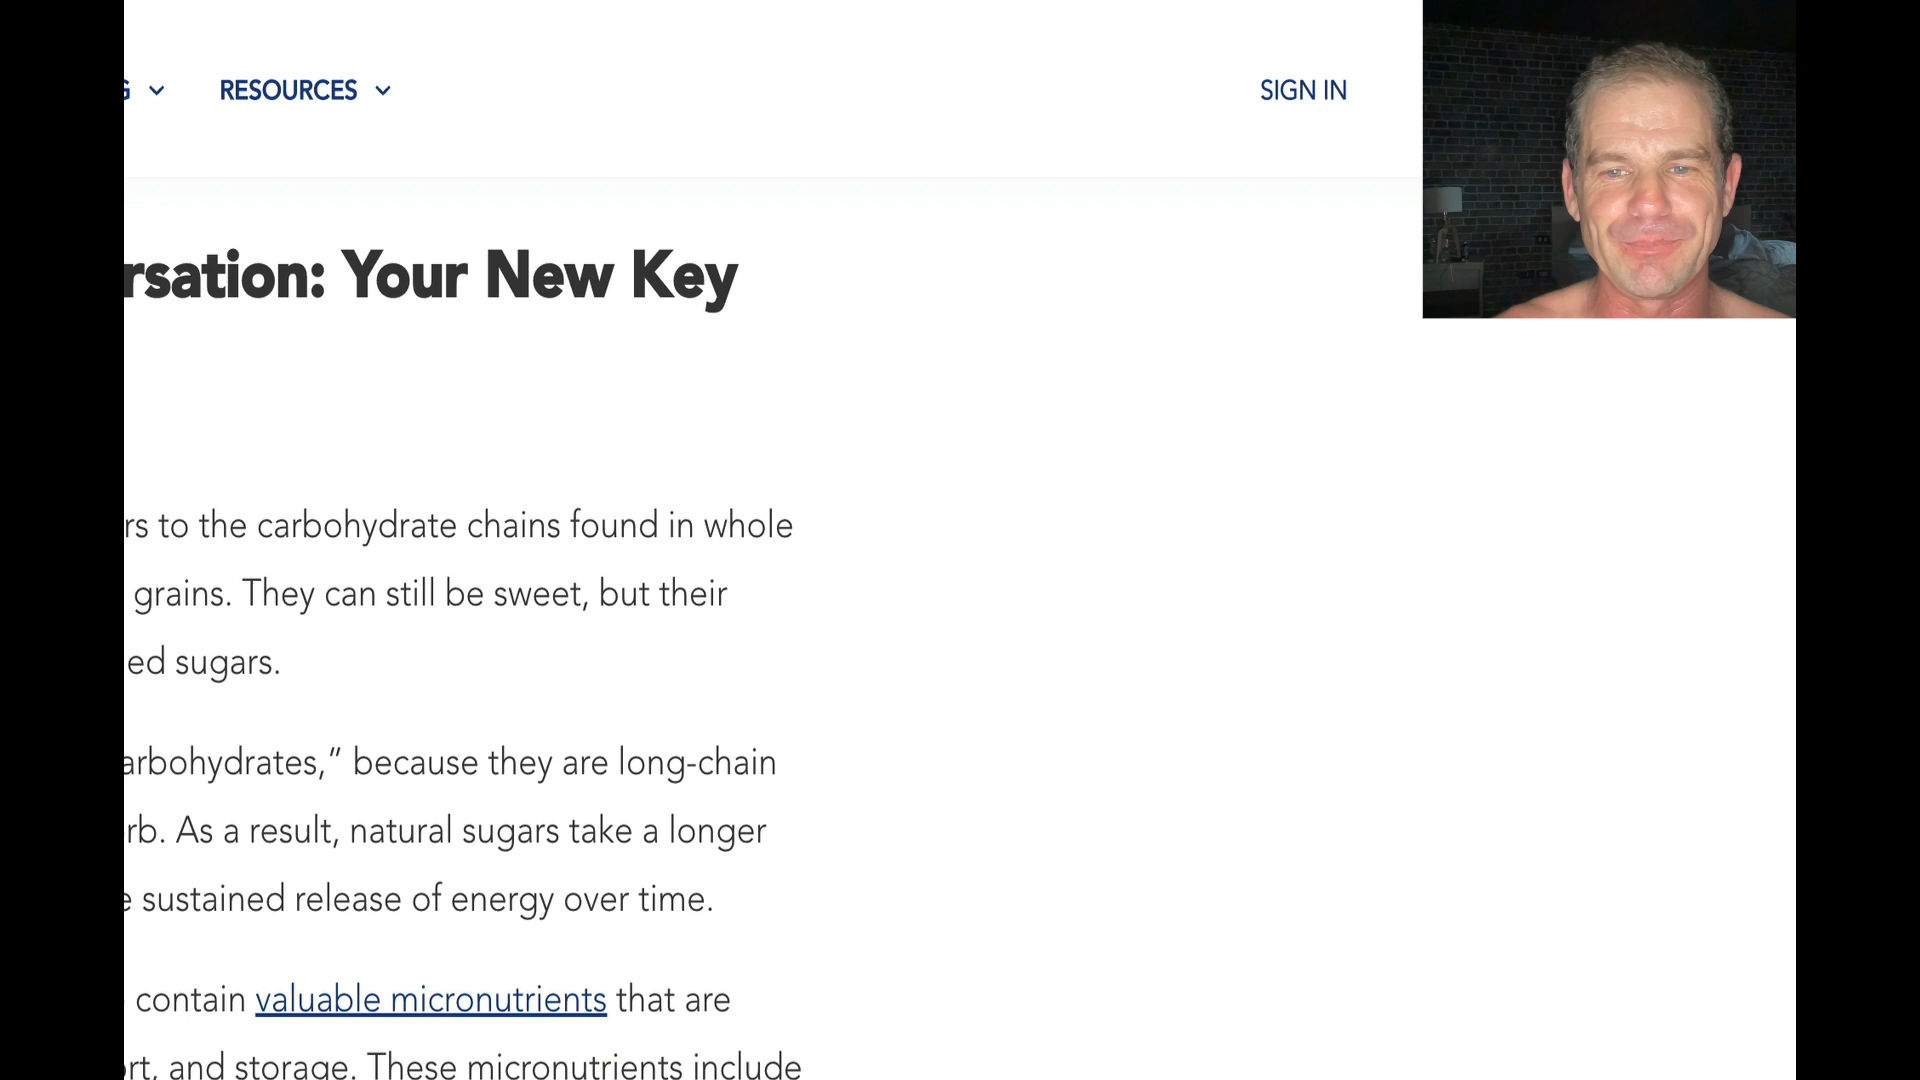 RESOURCES
SIGN IN
rsation: Your New Key
rs to the carbohydrate chains found in whole
grains. They can still be sweet, but their
ed sugars.
arbohydrates,” because they are long-chain
rb. As a result, natural sugars take a longer
sustained release of energy over time.
contain valuable micronutrients that are
rt, and storage. These micronutrients include